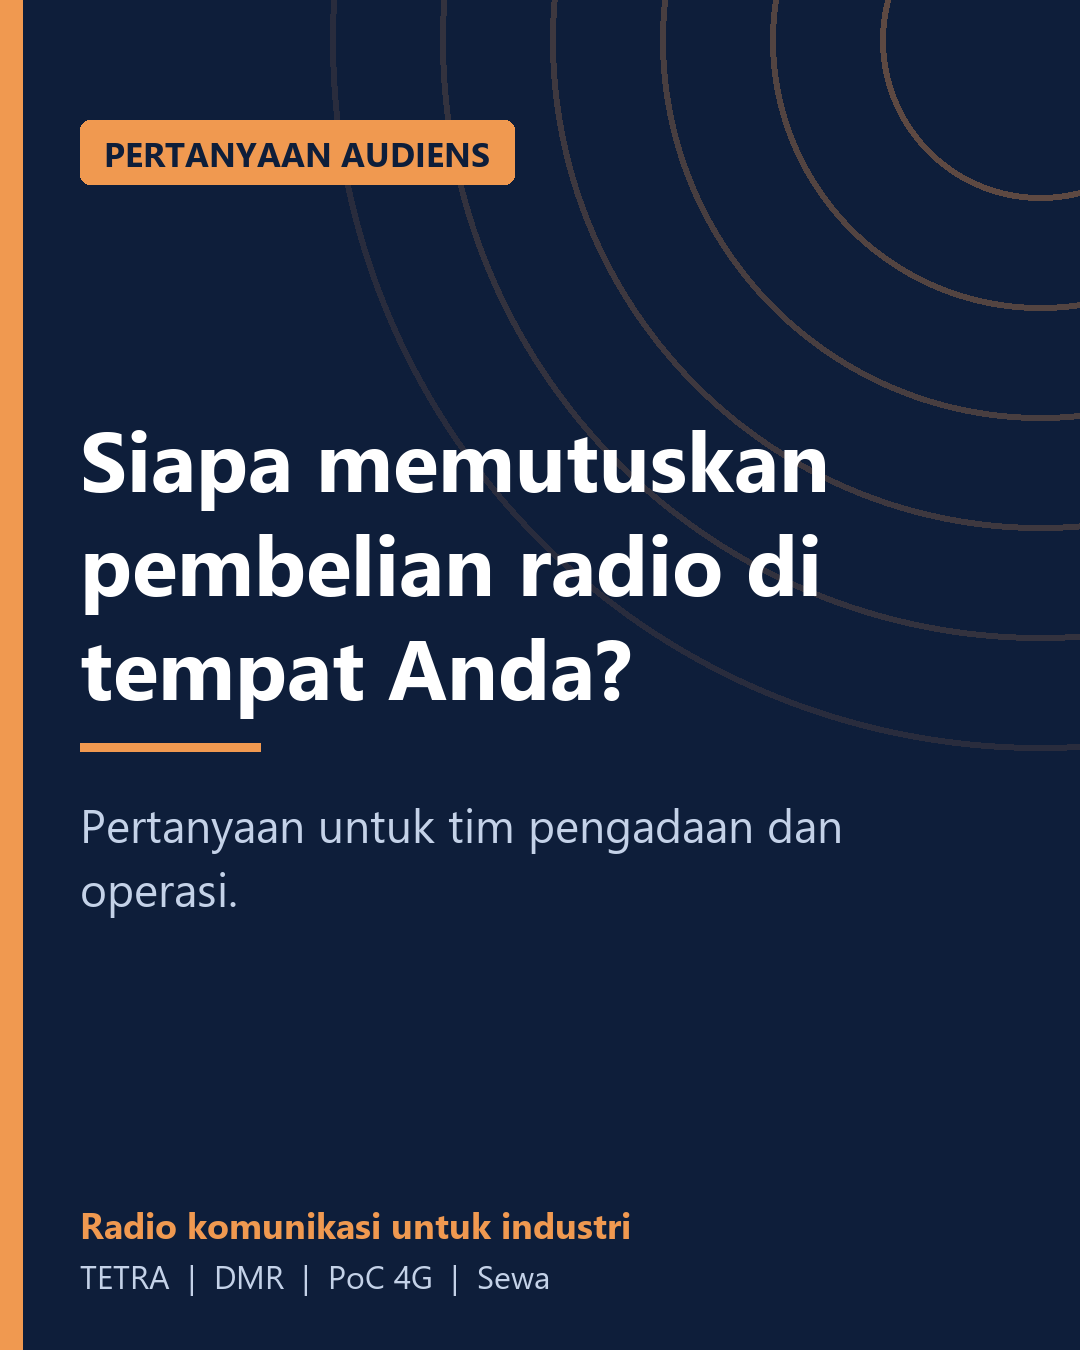 PERTANYAAN AUDIENS
Siapa memutuskan
pembelian radio di
tempat Anda?
Pertanyaan untuk tim pengadaan dan
operasi.
Radio komunikasi untuk industri
TETRA | DMR | PoC 4G | Sewa